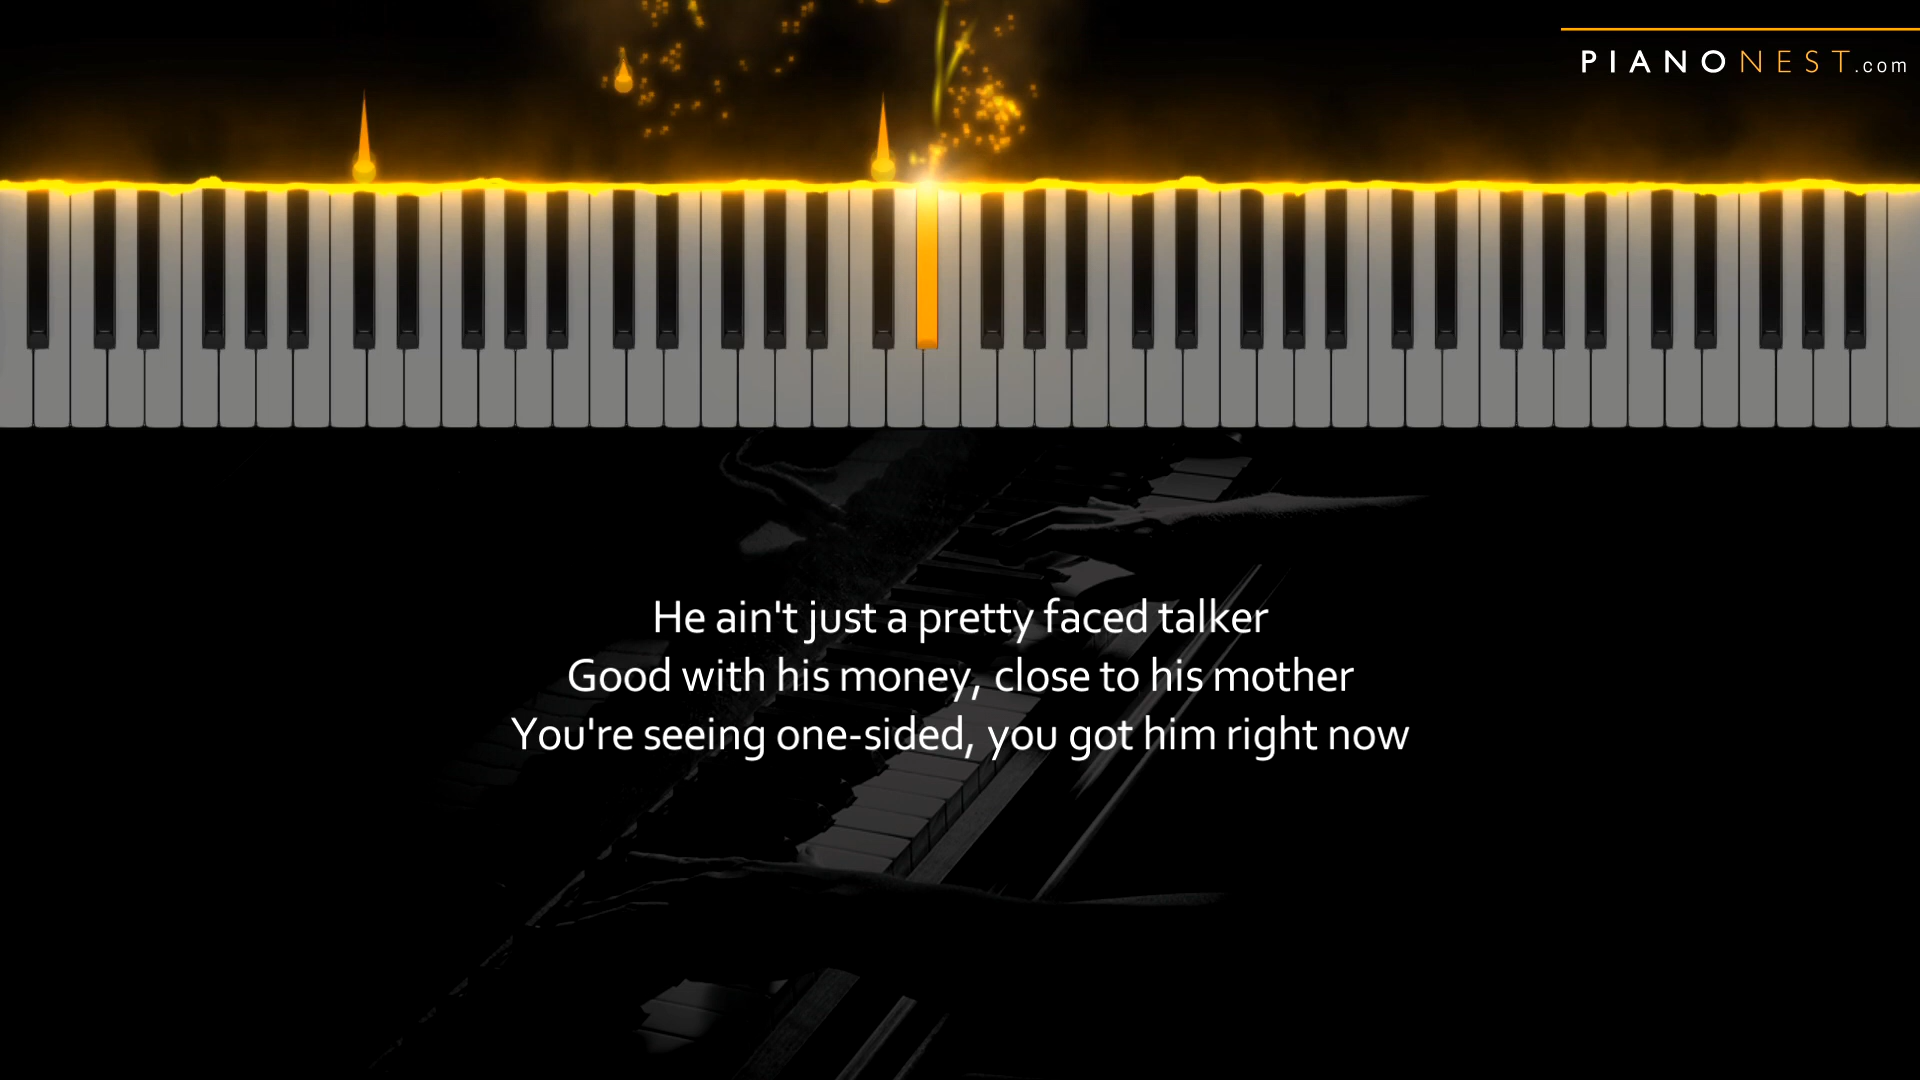 PIANONEST.com
He ain't just a pretty faced talker
Good with his money, close to his mother
You're seeing one-sided, you got him right now